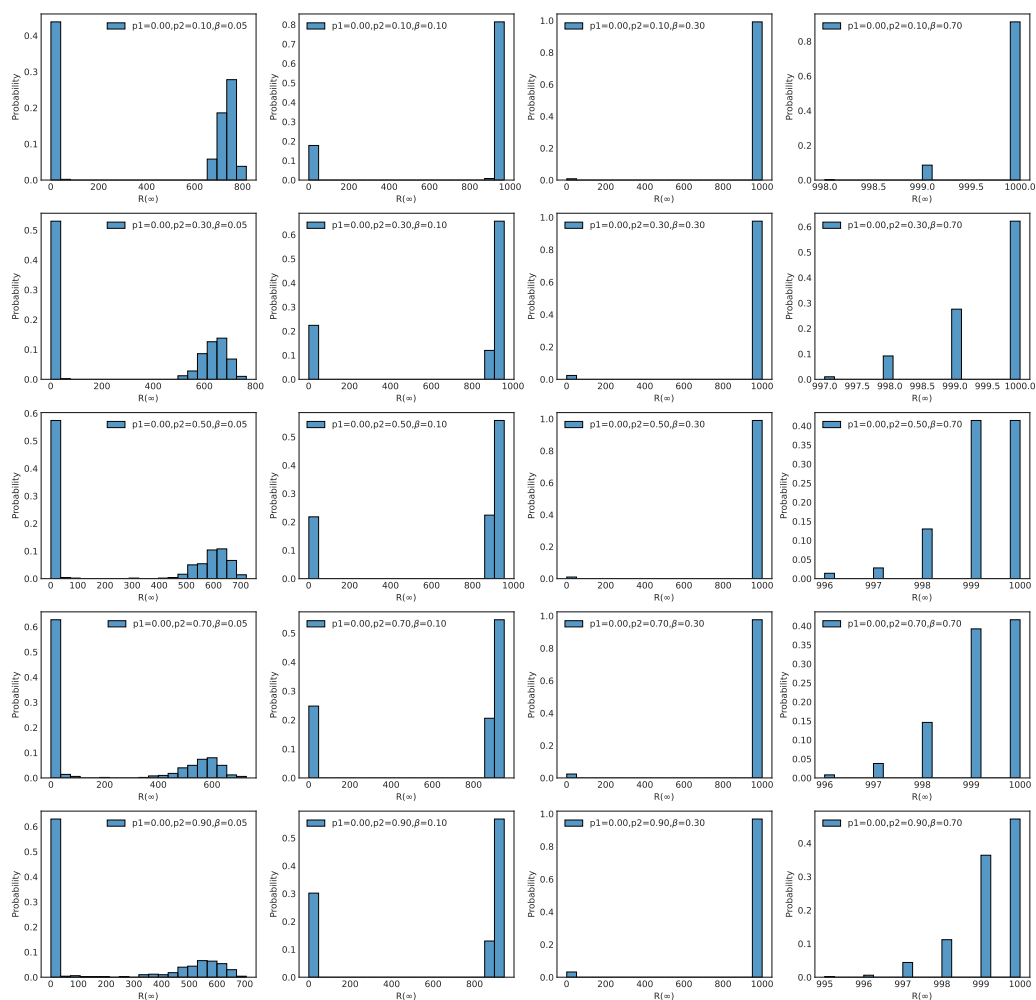 p1=0.00,p2=0.10,β=0.05
Probability
0.4
0.3
0.2
0.1
0.0
0 200 400 600 800
R(∞)
p1=0.00,p2=0.10,β=0.10
Probability
0.8
0.7
0.6
0.5
0.4
0.3
0.2
0.1
0.0
0 200 400 600 800 1000
R(∞)
p1=0.00,p2=0.10,β=0.30
Probability
1.0
0.8
0.6
0.4
0.2
0.0
0 200 400 600 800 1000
R(∞)
p1=0.00,p2=0.10,β=0.70
Probability
0.8
0.6
0.4
0.2
0.0
998.0 998.5 999.0 999.5 1000.0
R(∞)
p1=0.00,p2=0.30,β=0.05
Probability
0.5
0.4
0.3
0.2
0.1
0.0
0 200 400 600 800
R(∞)
p1=0.00,p2=0.30,β=0.10
Probability
0.6
0.5
0.4
0.3
0.2
0.1
0.0
0 200 400 600 800 1000
R(∞)
p1=0.00,p2=0.30,β=0.30
Probability
1.0
0.8
0.6
0.4
0.2
0.0
0 200 400 600 800 1000
R(∞)
p1=0.00,p2=0.30,β=0.70
Probability
0.6
0.5
0.4
0.3
0.2
0.1
0.0
997.0 997.5 998.0 998.5 999.0 999.5 1000.0
R(∞)
p1=0.00,p2=0.50,β=0.05
Probability
0.6
0.5
0.4
0.3
0.2
0.1
0.0
0 100 200 300 400 500 600 700
R(∞)
p1=0.00,p2=0.50,β=0.10
Probability
0.5
0.4
0.3
0.2
0.1
0.0
0 200 400 600 800 1000
R(∞)
p1=0.00,p2=0.50,β=0.30
Probability
1.0
0.8
0.6
0.4
0.2
0.0
0 200 400 600 800 1000
R(∞)
p1=0.00,p2=0.50,β=0.70
Probability
0.40
0.35
0.30
0.25
0.20
0.15
0.10
0.05
0.00
996 997 998 999 1000
R(∞)
p1=0.00,p2=0.70,β=0.05
Probability
0.6
0.5
0.4
0.3
0.2
0.1
0.0
0 200 400 600
R(∞)
p1=0.00,p2=0.70,β=0.10
Probability
0.5
0.4
0.3
0.2
0.1
0.0
0 200 400 600 800
R(∞)
p1=0.00,p2=0.70,β=0.30
Probability
1.0
0.8
0.6
0.4
0.2
0.0
0 200 400 600 800 1000
R(∞)
p1=0.00,p2=0.70,β=0.70
Probability
0.40
0.35
0.30
0.25
0.20
0.15
0.10
0.05
0.00
996 997 998 999 1000
R(∞)
p1=0.00,p2=0.90,β=0.05
Probability
0.6
0.5
0.4
0.3
0.2
0.1
0.0
0 100 200 300 400 500 600 700
R(∞)
p1=0.00,p2=0.90,β=0.10
Probability
0.5
0.4
0.3
0.2
0.1
0.0
0 200 400 600 800
R(∞)
p1=0.00,p2=0.90,β=0.30
Probability
1.0
0.8
0.6
0.4
0.2
0.0
0 200 400 600 800 1000
R(∞)
p1=0.00,p2=0.90,β=0.70
Probability
0.4
0.3
0.2
0.1
0.0
995 996 997 998 999 1000
R(∞)